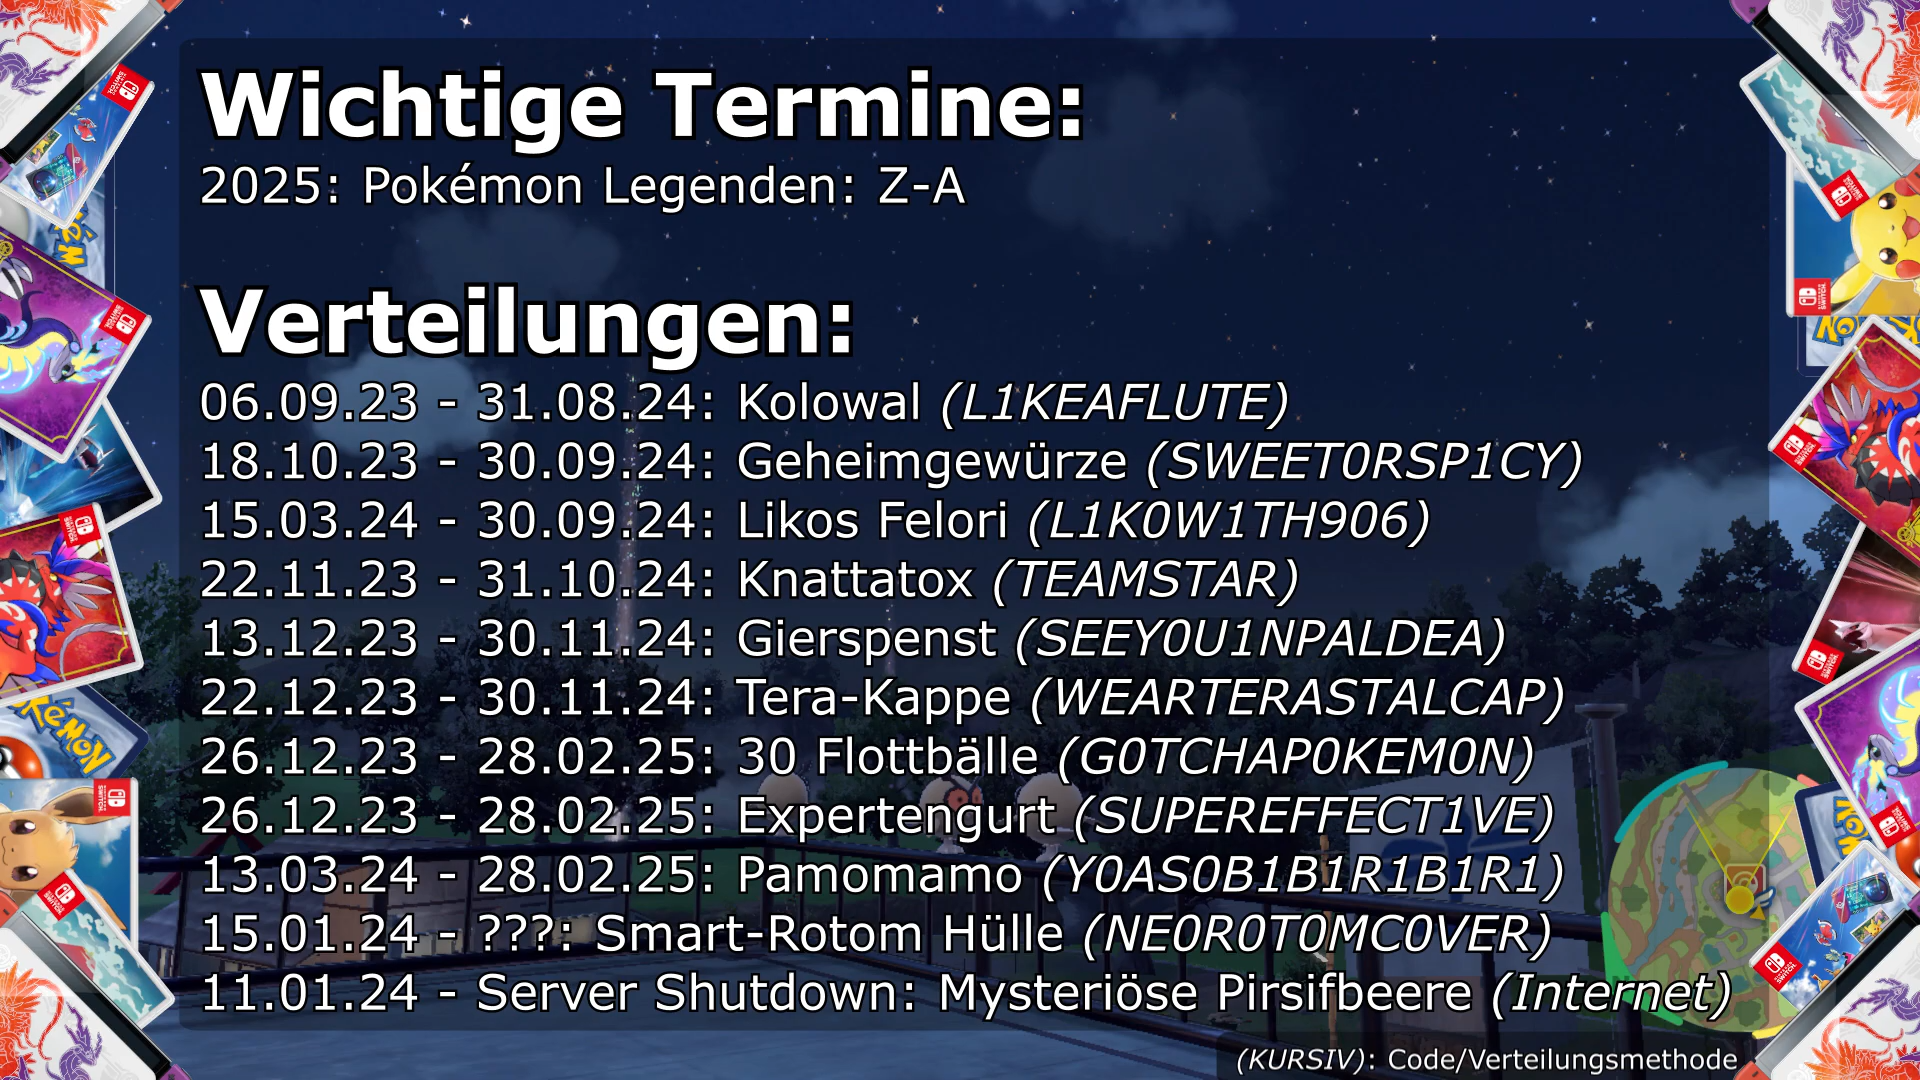 Wichtige Termine:
2025: Pokémon Legenden: Z-A
Verteilungen:
06.09.23 - 31.08.24: Kolowal (L1KEAFLUTE)
18.10.23 - 30.09.24: Geheimgewürze (SWEET0RSP1CY)
15.03.24 - 30.09.24: Likos Felori (L1K0W1TH906)
22.11.23 - 31.10.24: Knattatox (TEAMSTAR)
13.12.23 - 30.11.24: Gierspenst (SEEY0U1NPALDEA)
22.12.23 - 30.11.24: Tera-Kappe (WEARTERASTALCAP)
26.12.23 - 28.02.25: 30 Flottbälle (G0TCHAP0KEM0N)
26.12.23 - 28.02.25: Expertengurt (SUPEREFFECT1VE)
13.03.24 - 28.02.25: Pamomamo (Y0AS0B1B1R1B1R1)
15.01.24 - ???: Smart-Rotom Hülle (NE0R0T0MC0VER)
11.01.24 - Server Shutdown: Mysteriöse Pirsifbeere (Internet)
(KURSIV): Code/Verteilungsmethode